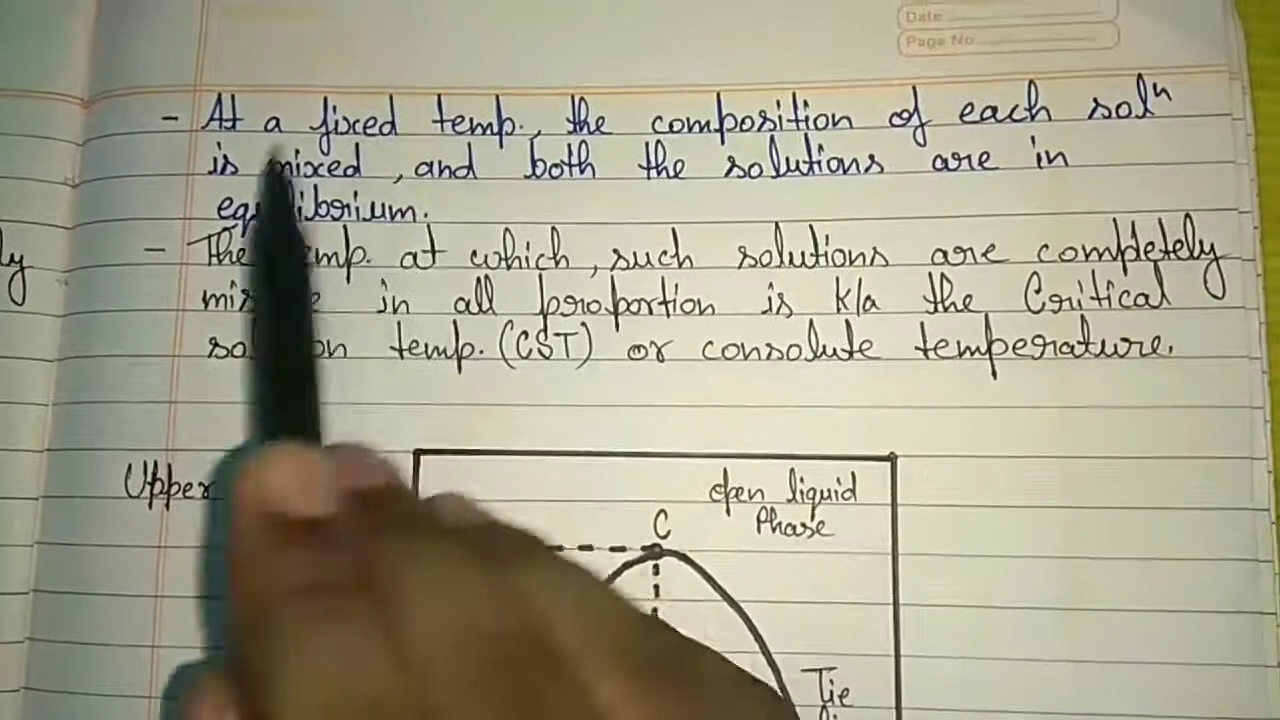 Date
Page No.
- At a fixed temp., the composition of each solⁿ
is mixed, and both the solutions are in
ly
- The at which, such solutions are completely
in all proportion is k/a the Critical
temp. (CST) or consolute temperature.
Upper
open liquid
Phase
C
Tie